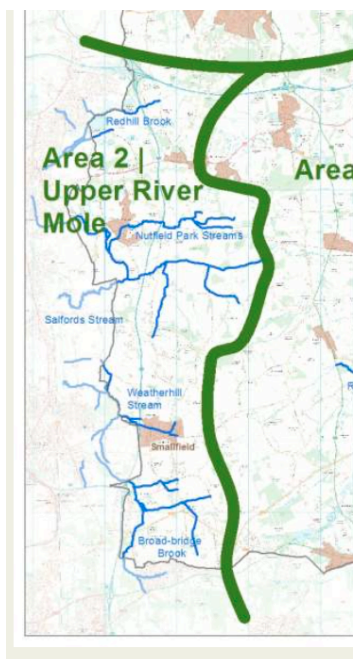 Redhill Brook
Area 2 |
Upper River
Mole
Area
Nutfield Park Streams
Salfords Stream
Weatherhill
Stream
Smallfield
R
Broad-bridge
Brook